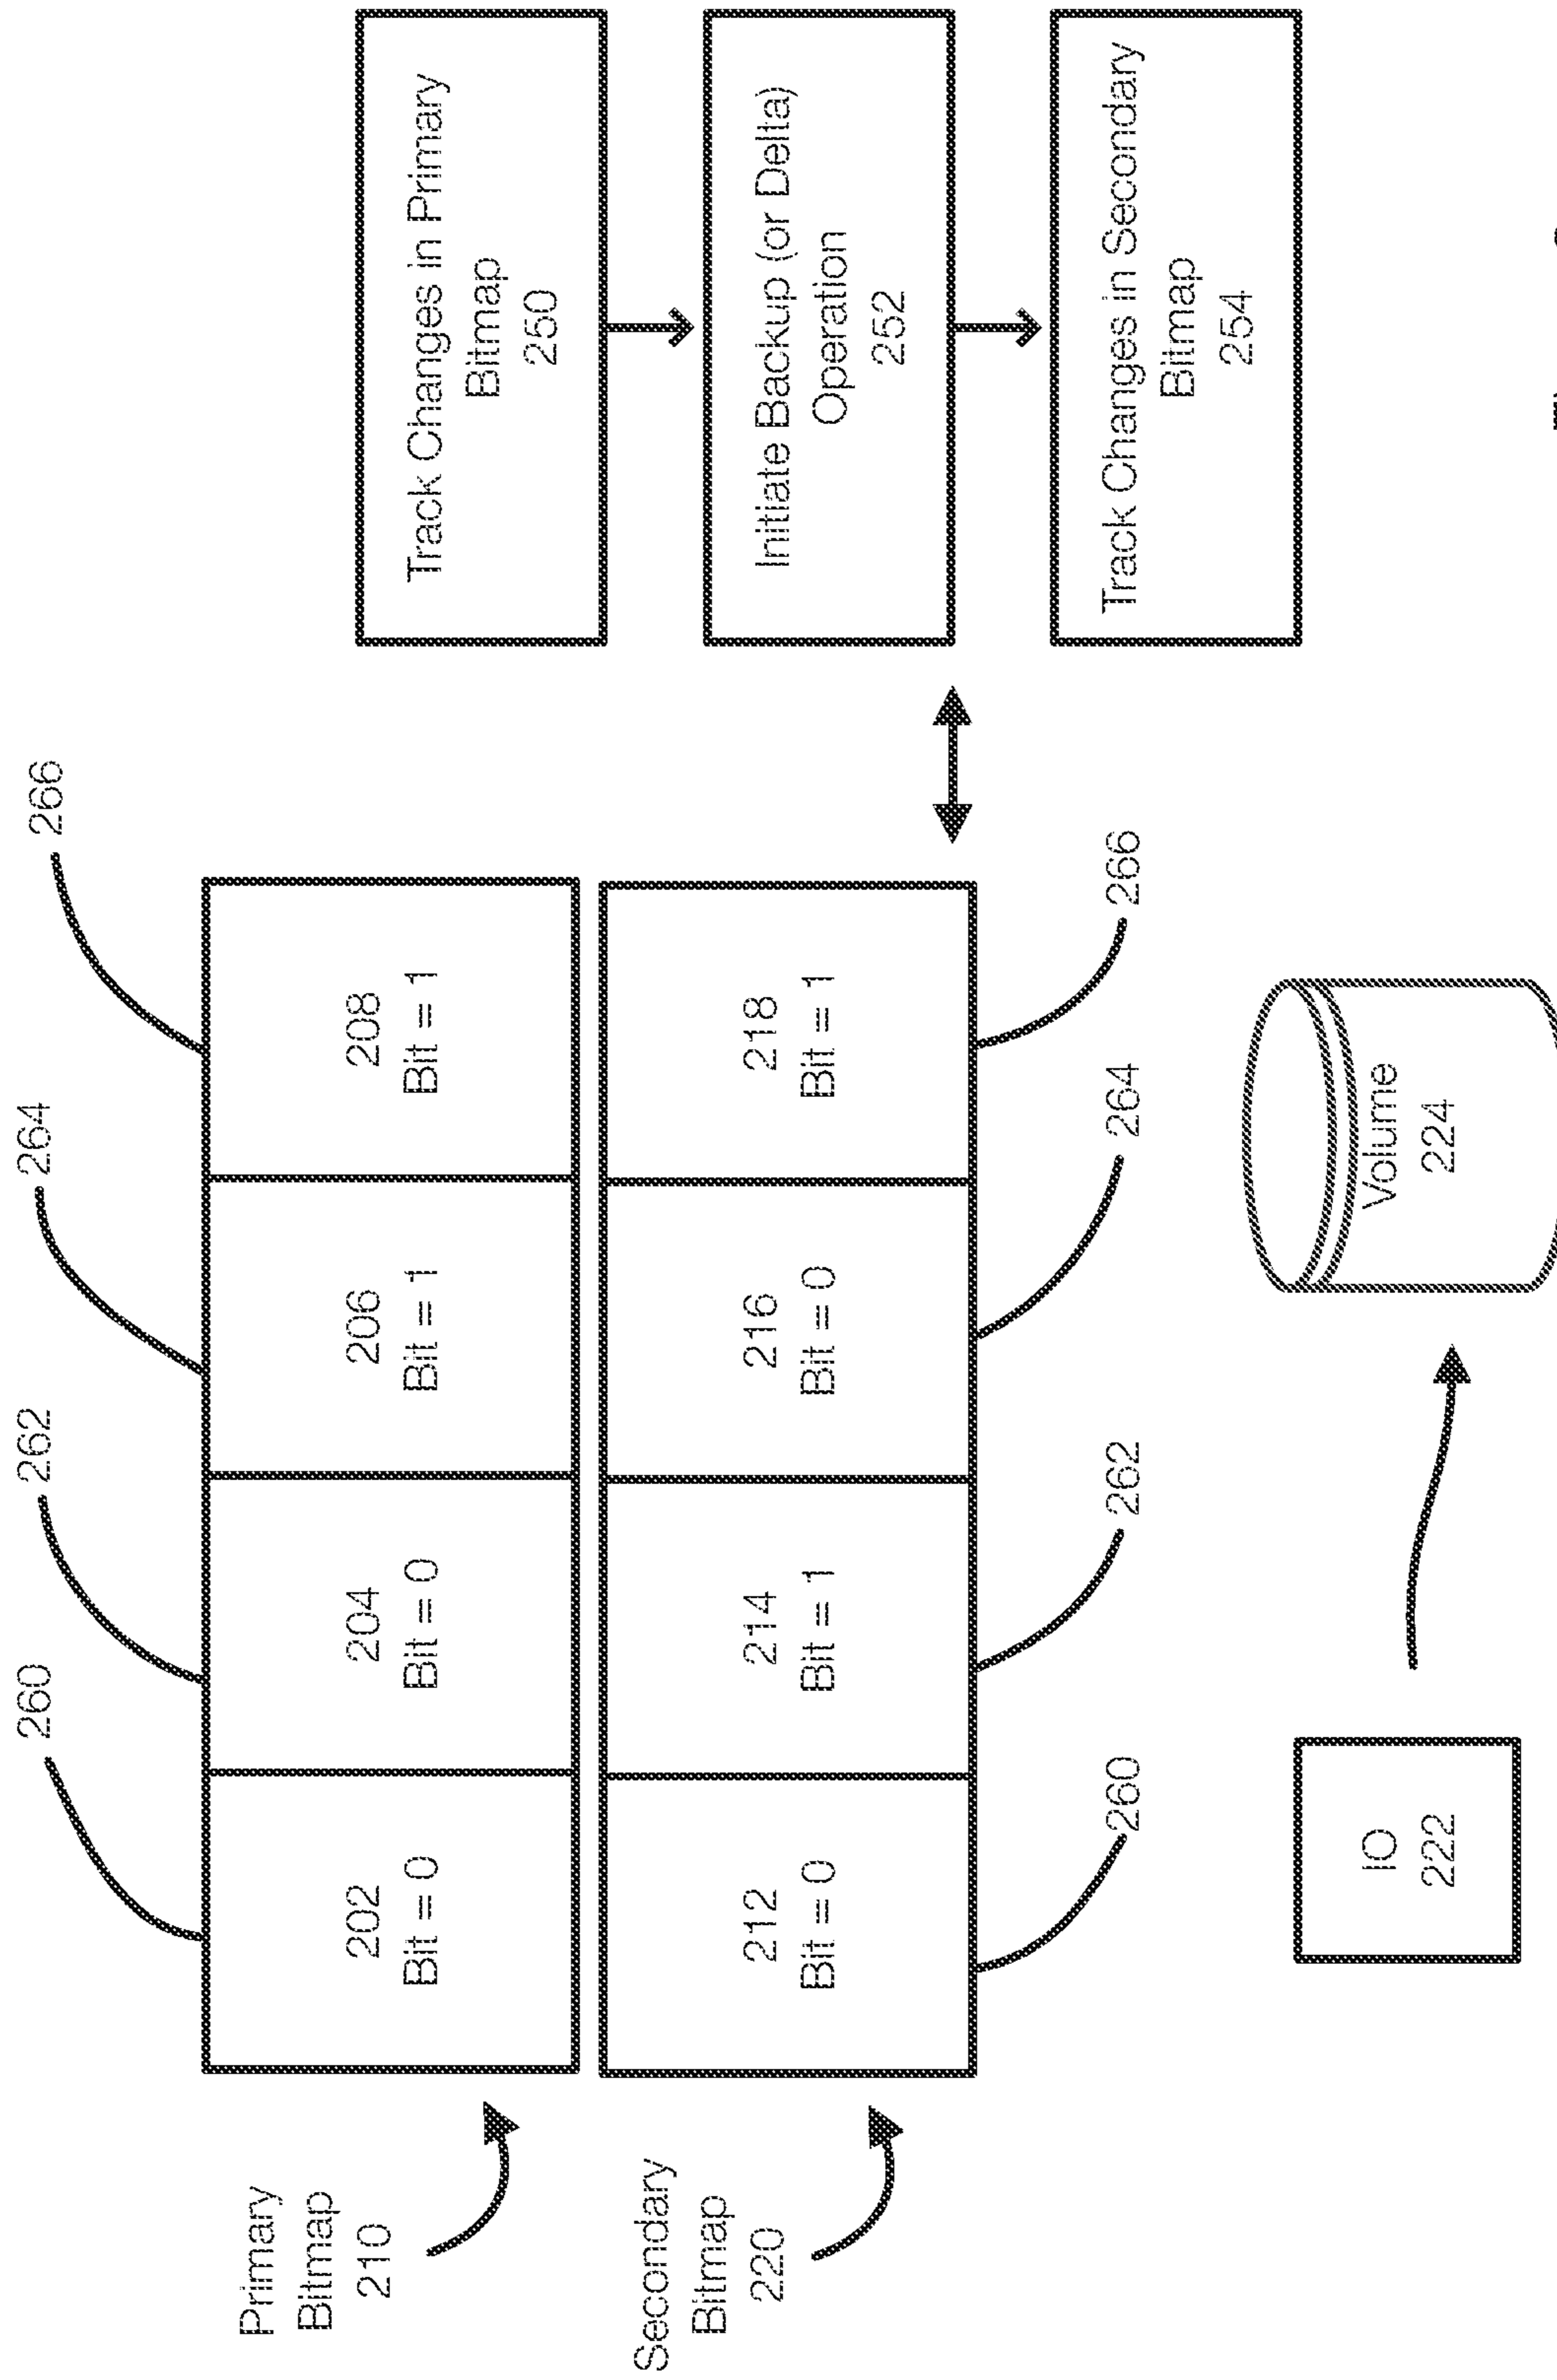 260
262
264
266
Primary
Bitmap
210
202
Bit = 0
204
Bit = 0
206
Bit = 1
208
Bit = 1
Secondary
Bitmap
220
212
Bit = 0
214
Bit = 1
216
Bit = 0
218
Bit = 1
260
262
264
266
IO
222
Volume
224
Track Changes in Primary
Bitmap
250
Initiate Backup (or Delta)
Operation
252
Track Changes in Secondary
Bitmap
254